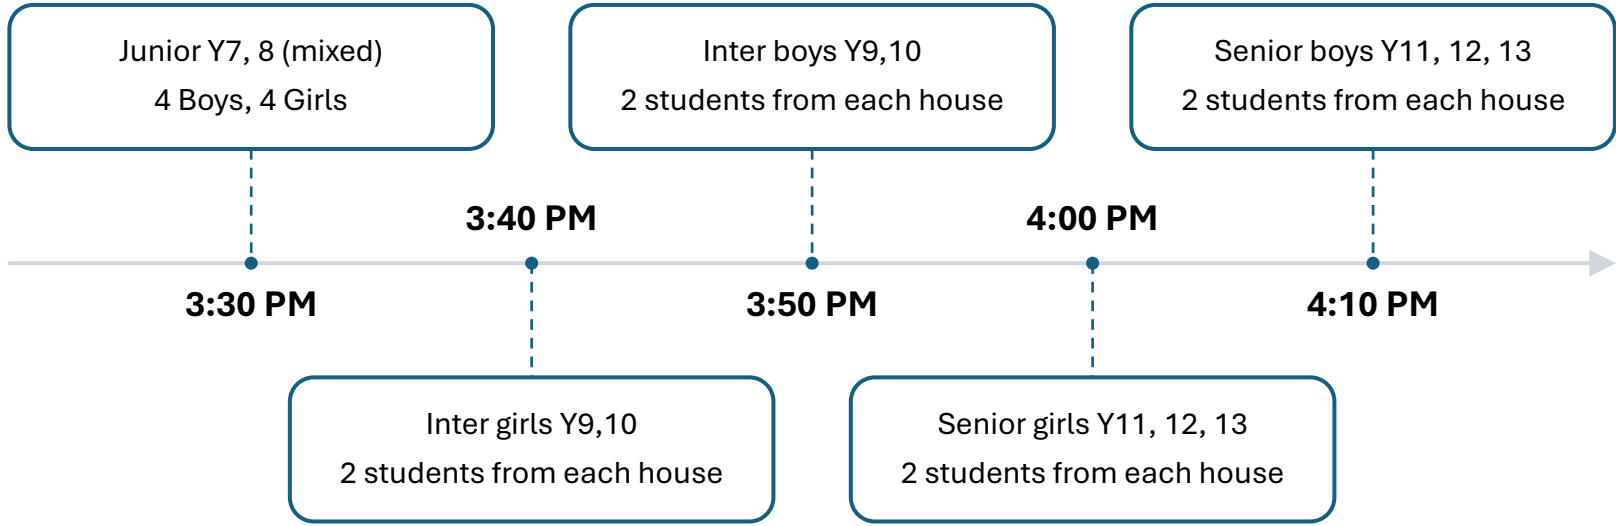 Junior Y7, 8 (mixed)
4 Boys, 4 Girls
Inter boys Y9,10
2 students from each house
Senior boys Y11, 12, 13
2 students from each house
3:40 PM
4:00 PM
3:30 PM
3:50 PM
4:10 PM
Inter girls Y9,10
2 students from each house
Senior girls Y11, 12, 13
2 students from each house